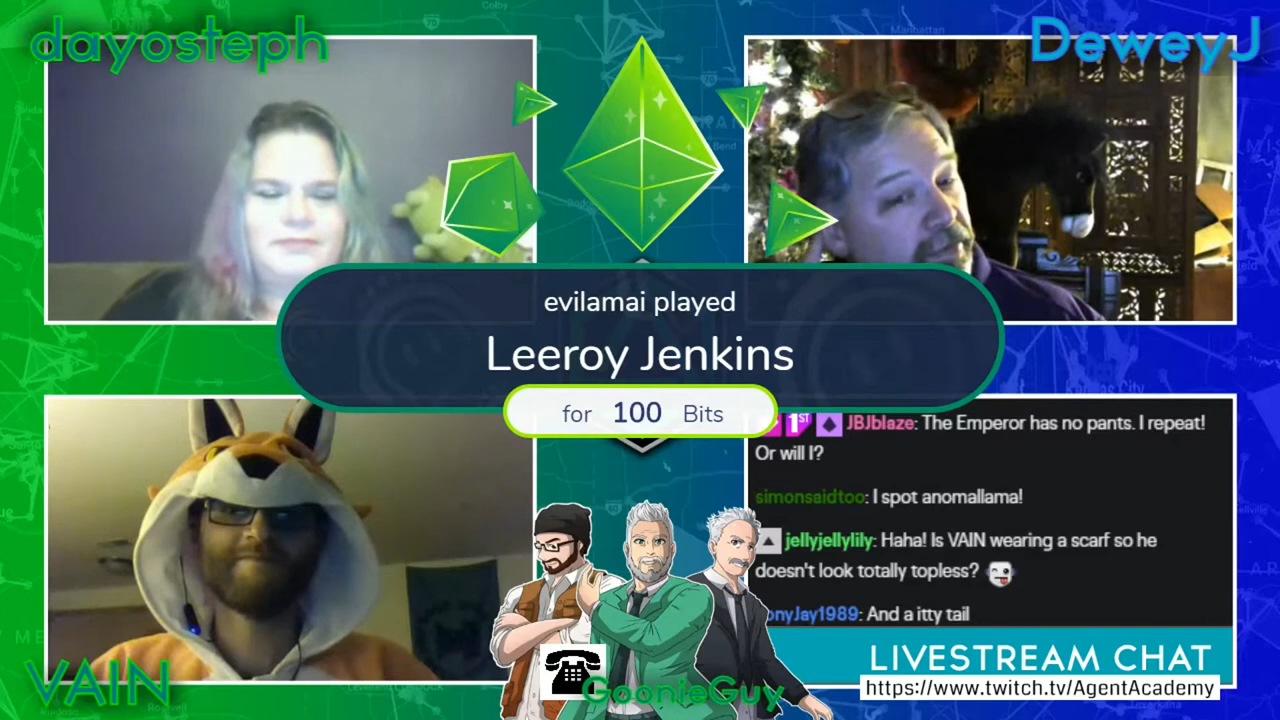 dayosteph
DeweyJ
evilamai played
Leeroy Jenkins
for 100 Bits
1ST JBJblaze: The Emperor has no pants. I repeat!
Or will I?
simonsaidtoo: I spot anomallama!
jellyjellylily: Haha! Is VAIN wearing a scarf so he
doesn't look totally topless?
onyJay1989: And a itty tail
LIVESTREAM CHAT
https://www.twitch.tv/AgentAcademy
VAIN
GoonieGuy